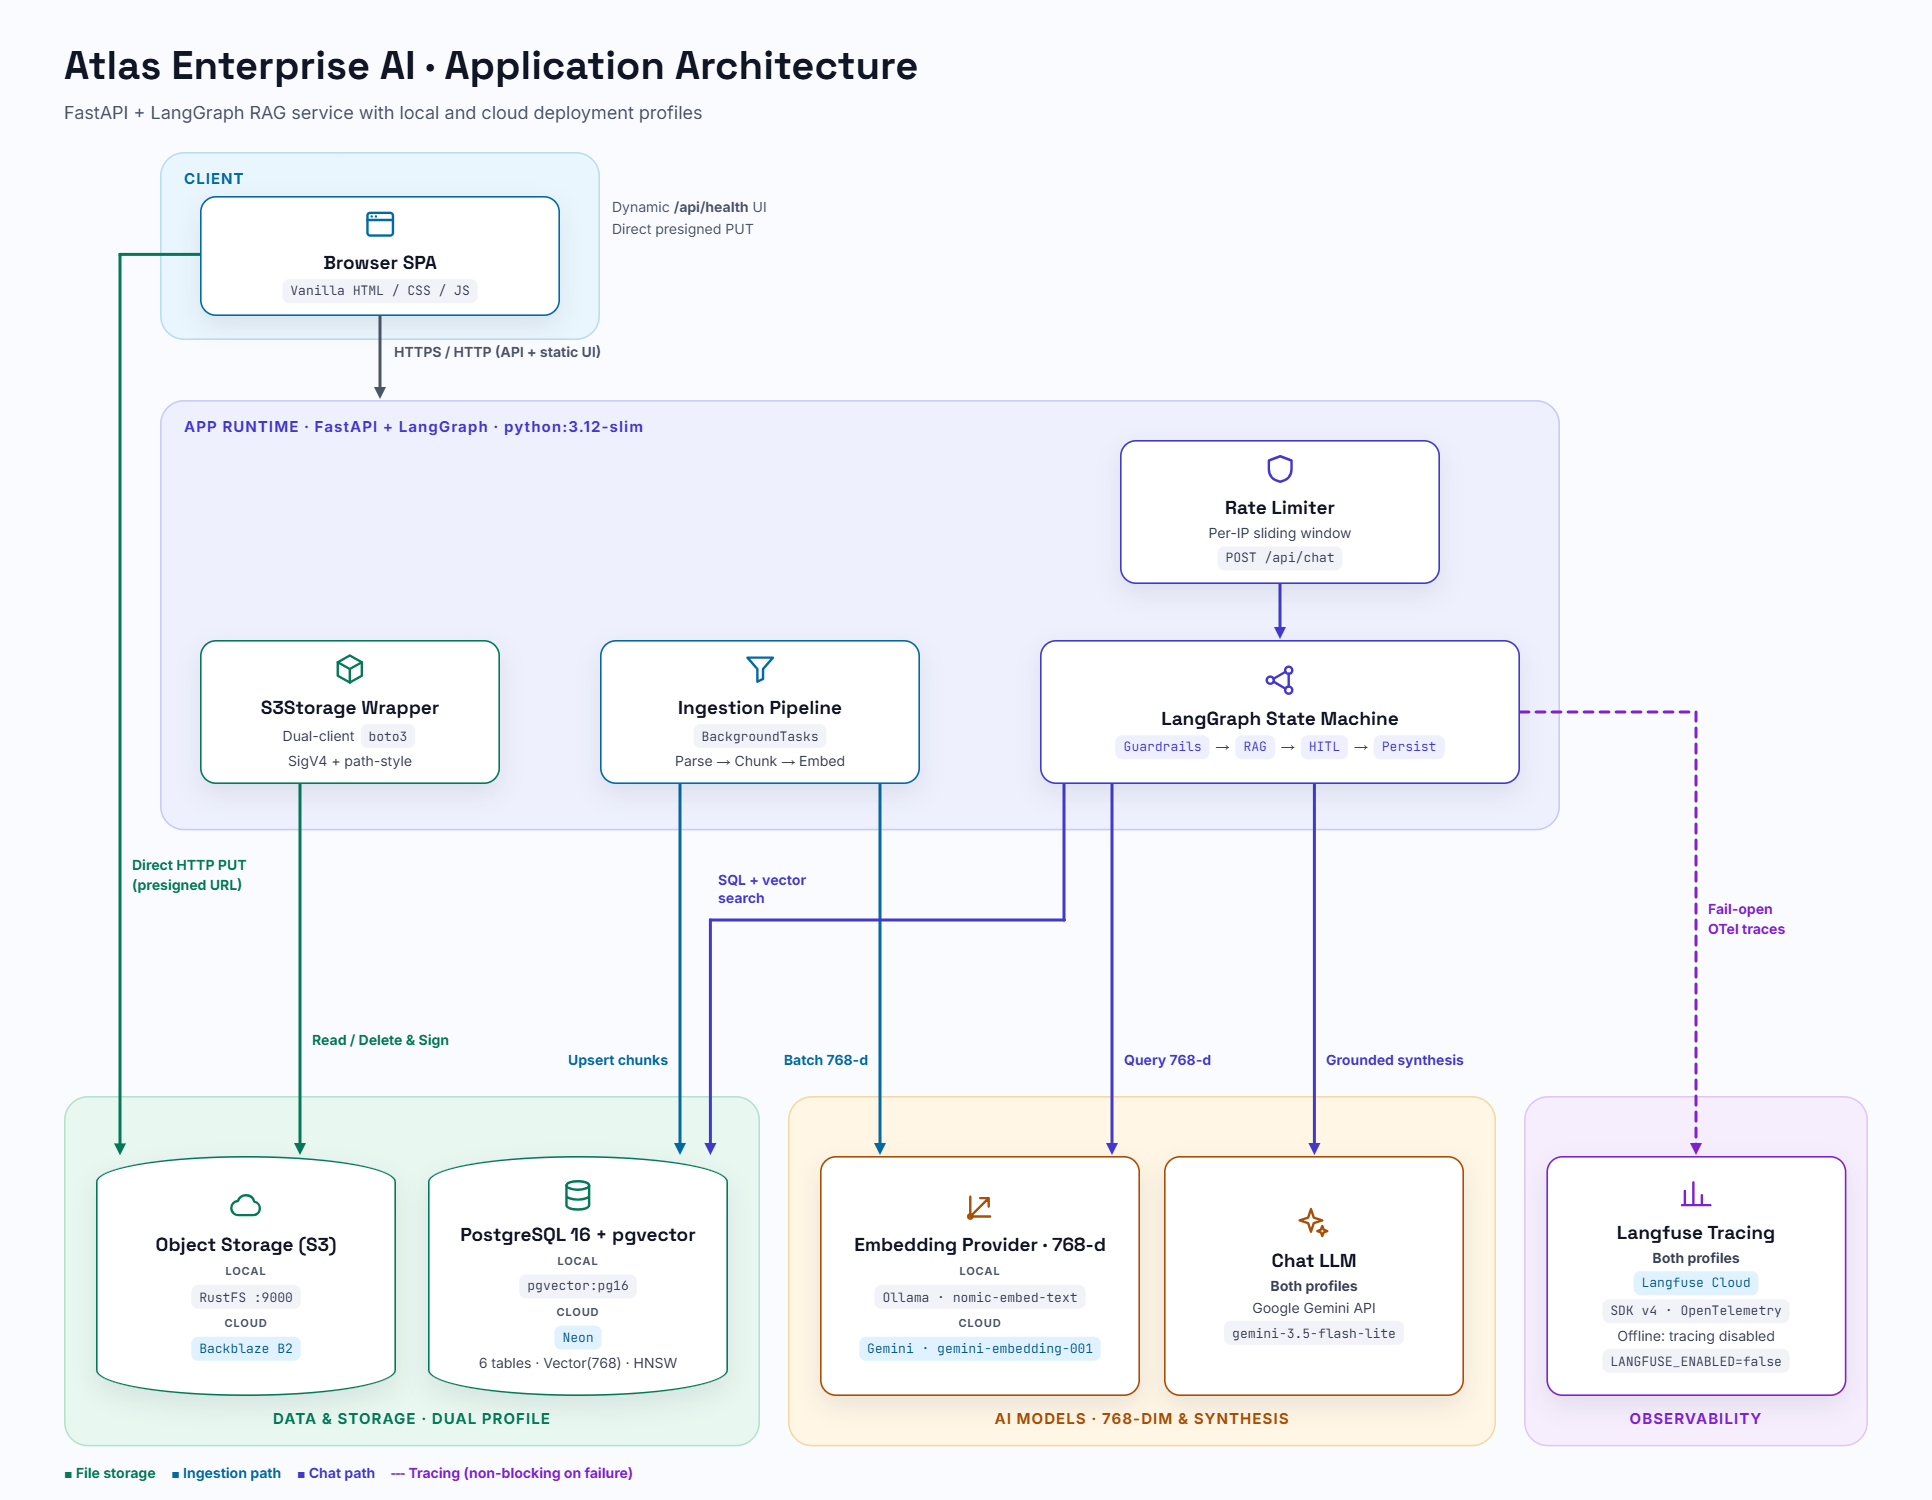 Atlas Enterprise AI · Application Architecture
FastAPI + LangGraph RAG service with local and cloud deployment profiles
CLIENT
Browser SPA
Vanilla HTML / CSS / JS
Dynamic /api/health UI
Direct presigned PUT
HTTPS / HTTP (API + static UI)
APP RUNTIME · FastAPI + LangGraph · python:3.12-slim
Rate Limiter
Per-IP sliding window
POST /api/chat
S3Storage Wrapper
Dual-client boto3
SigV4 + path-style
Ingestion Pipeline
BackgroundTasks
Parse → Chunk → Embed
LangGraph State Machine
Guardrails → RAG → HITL → Persist
Direct HTTP PUT
(presigned URL)
SQL + vector
search
Fail-open
OTel traces
Read / Delete & Sign
Upsert chunks
Batch 768-d
Query 768-d
Grounded synthesis
Object Storage (S3)
LOCAL
RustFS :9000
CLOUD
Backblaze B2
PostgreSQL 16 + pgvector
LOCAL
pgvector:pg16
CLOUD
Neon
6 tables · Vector(768) · HNSW
DATA & STORAGE · DUAL PROFILE
Embedding Provider · 768-d
LOCAL
Ollama · nomic-embed-text
CLOUD
Gemini · gemini-embedding-001
Chat LLM
Both profiles
Google Gemini API
gemini-3.5-flash-lite
AI MODELS · 768-DIM & SYNTHESIS
Langfuse Tracing
Both profiles
Langfuse Cloud
SDK v4 · OpenTelemetry
Offline: tracing disabled
LANGFUSE_ENABLED=false
OBSERVABILITY
■ File storage ■ Ingestion path ■ Chat path --- Tracing (non-blocking on failure)